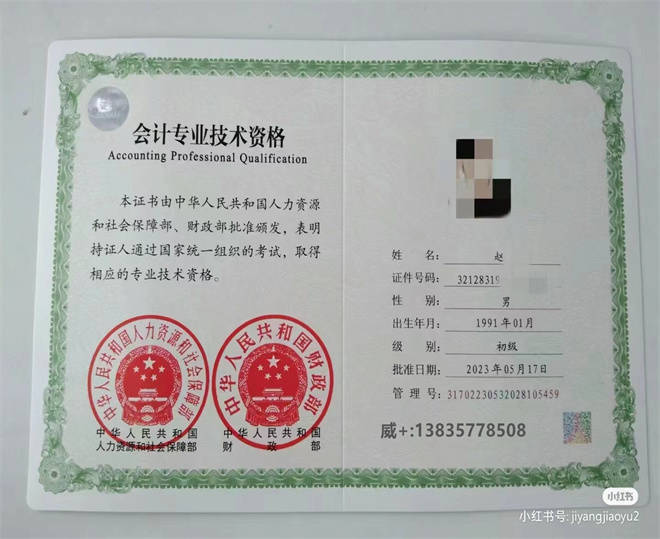 会计专业技术资格
Accounting Professional Qualification
本证书由中华人民共和国人力资源
和社会保障部、财政部批准颁发，表明
持证人通过国家统一组织的考试，取得
相应的专业技术资格。
中华人民共和国人力资源和社会保障部
中华人民共和国财政部
中华人民共和国
人力资源和社会保障部
中华人民共和国
财政部
姓名：赵
证件号码：32128319
性别：男
出生年月：1991年01月
级别：初级
批准日期：2023年05月17日
管理号：31702230532028105459
威+:13835778508
小红书
小红书号: jiyangjiaoyu2